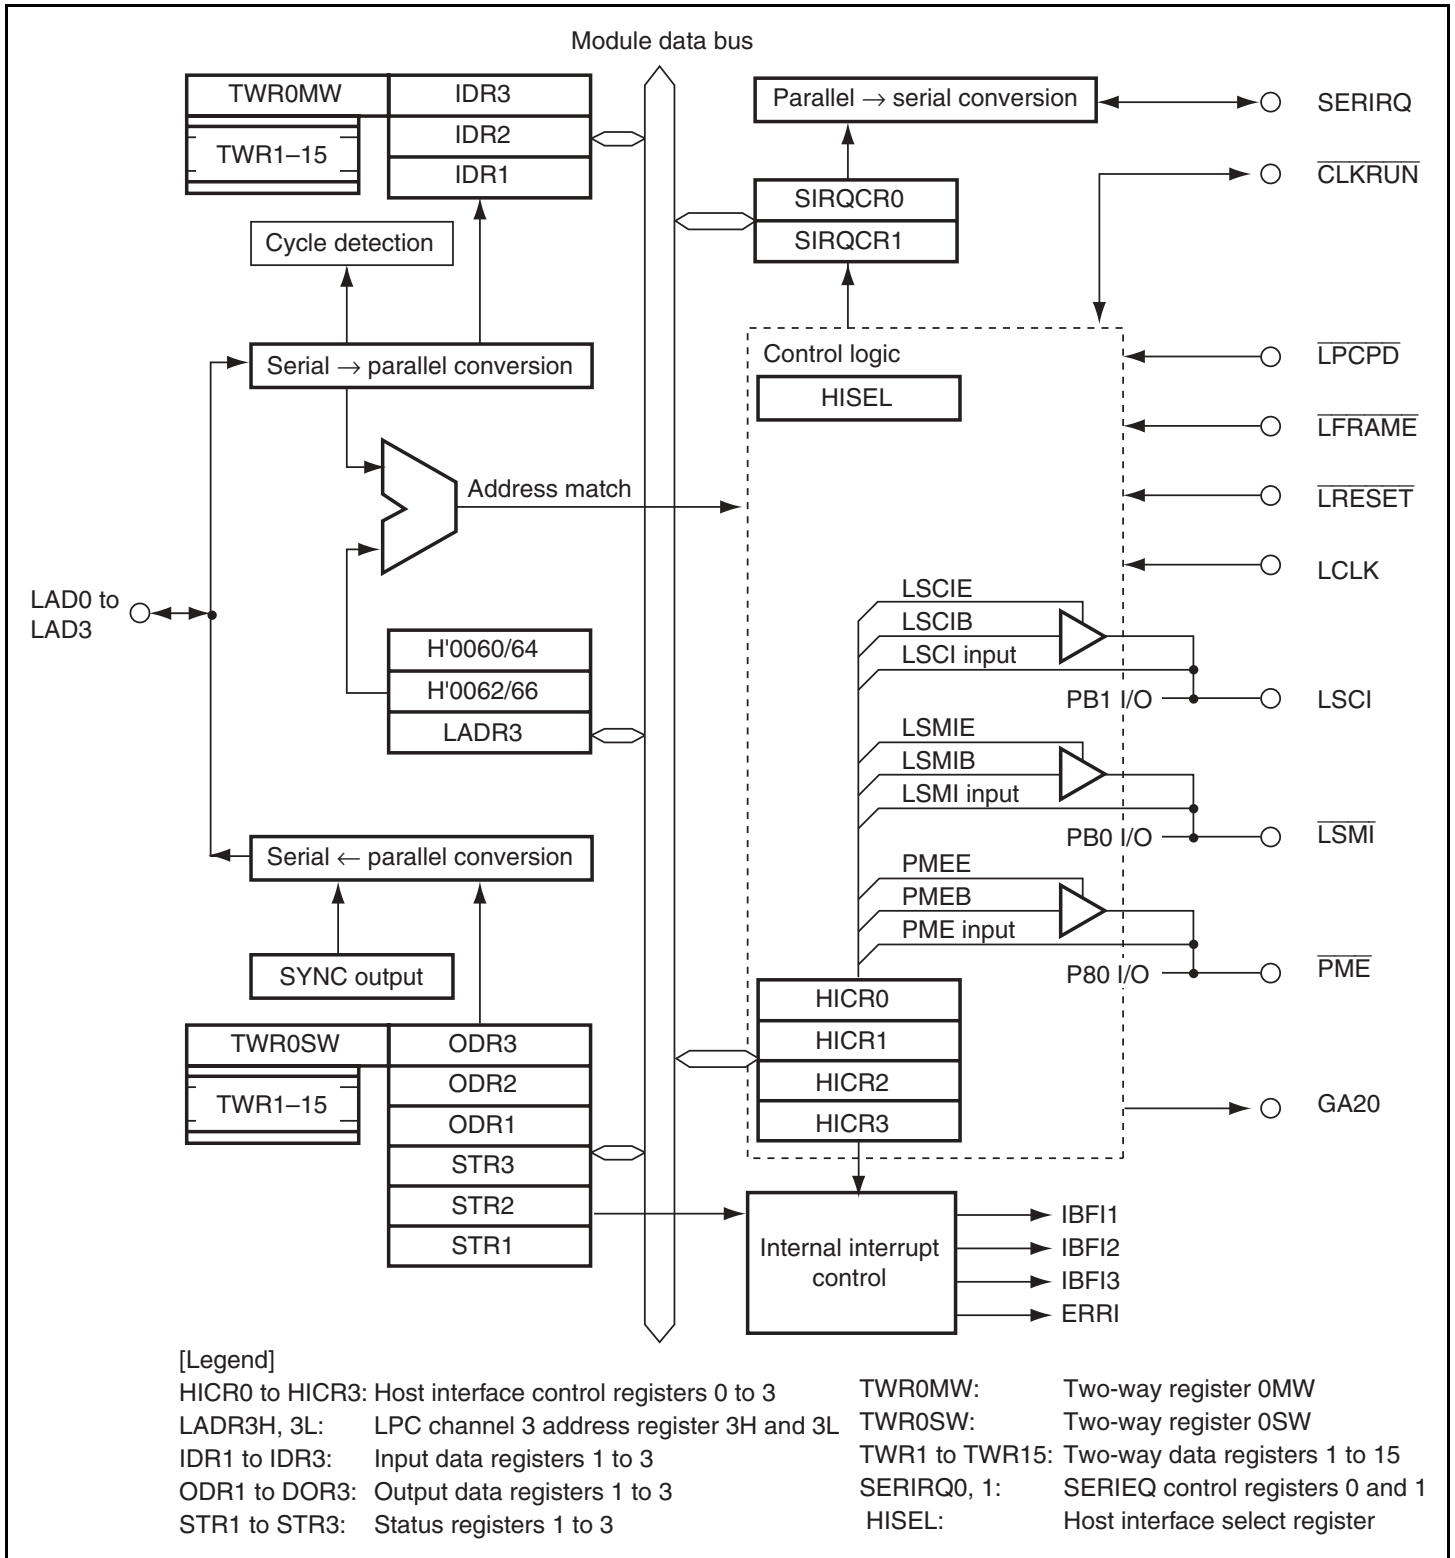 Module data bus
TWR0MW
IDR3
IDR2
IDR1
TWR1–15
Cycle detection
Serial → parallel conversion
Address match
LAD0 to
LAD3
H'0060/64
H'0062/66
LADR3
Serial ← parallel conversion
SYNC output
TWR0SW
ODR3
ODR2
ODR1
STR3
STR2
STR1
TWR1–15
Parallel → serial conversion
SERIRQ
CLKRUN
SIRQCR0
SIRQCR1
Control logic
HISEL
LPCPD
LFRAME
LRESET
LCLK
LSCIE
LSCIB
LSCI input
PB1 I/O
LSCI
LSMIE
LSMIB
LSMI input
PB0 I/O
LSMI
PMEE
PMEB
PME input
P80 I/O
PME
HICR0
HICR1
HICR2
HICR3
GA20
Internal interrupt
control
IBFI1
IBFI2
IBFI3
ERRI
[Legend]
HICR0 to HICR3: Host interface control registers 0 to 3
LADR3H, 3L: LPC channel 3 address register 3H and 3L
IDR1 to IDR3: Input data registers 1 to 3
ODR1 to DOR3: Output data registers 1 to 3
STR1 to STR3: Status registers 1 to 3
TWR0MW: Two-way register 0MW
TWR0SW: Two-way register 0SW
TWR1 to TWR15: Two-way data registers 1 to 15
SERIRQ0, 1: SERIEQ control registers 0 and 1
HISEL: Host interface select register